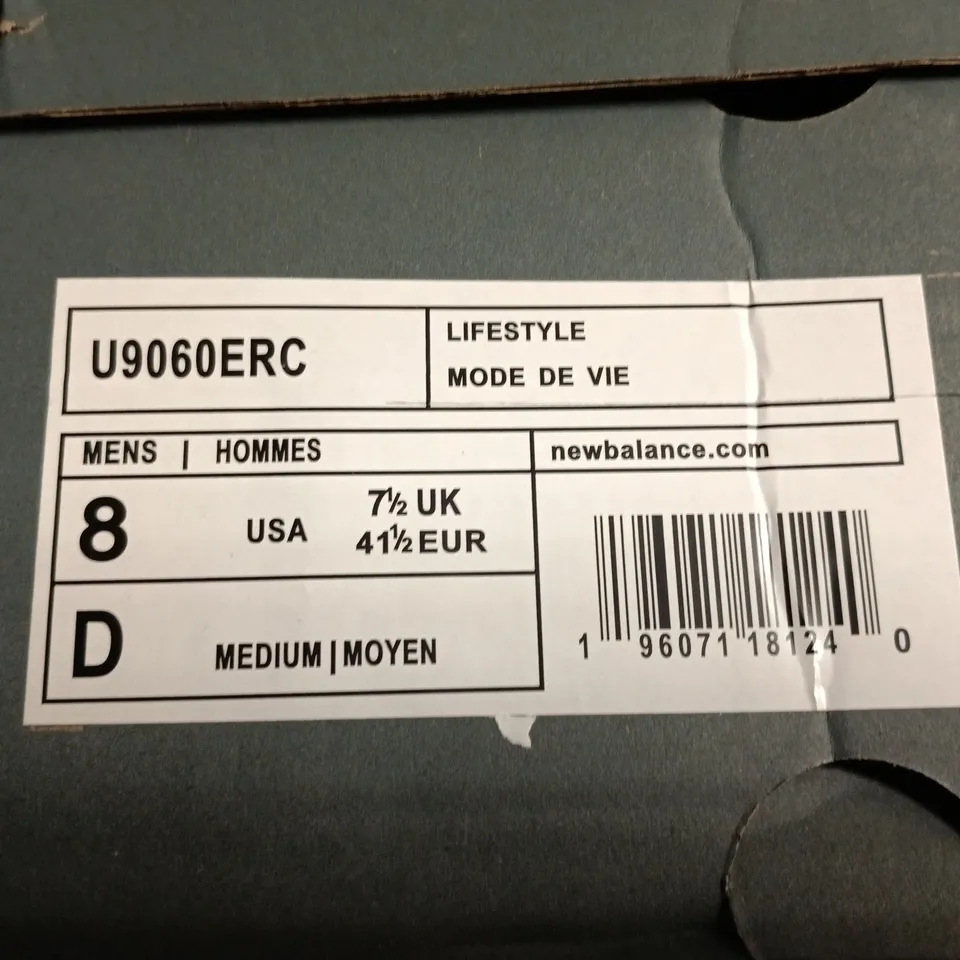 U9060ERC
LIFESTYLE
MODE DE VIE
MENS | HOMMES
newbalance.com
8 USA
7½ UK
41½ EUR
D MEDIUM | MOYEN
1 96071 18124 0